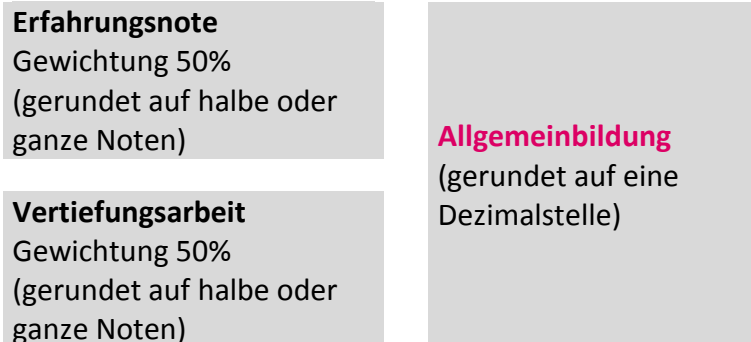 Erfahrungsnote
Gewichtung 50%
(gerundet auf halbe oder
ganze Noten)
Vertiefungsarbeit
Gewichtung 50%
(gerundet auf halbe oder
ganze Noten)
Allgemeinbildung
(gerundet auf eine
Dezimalstelle)